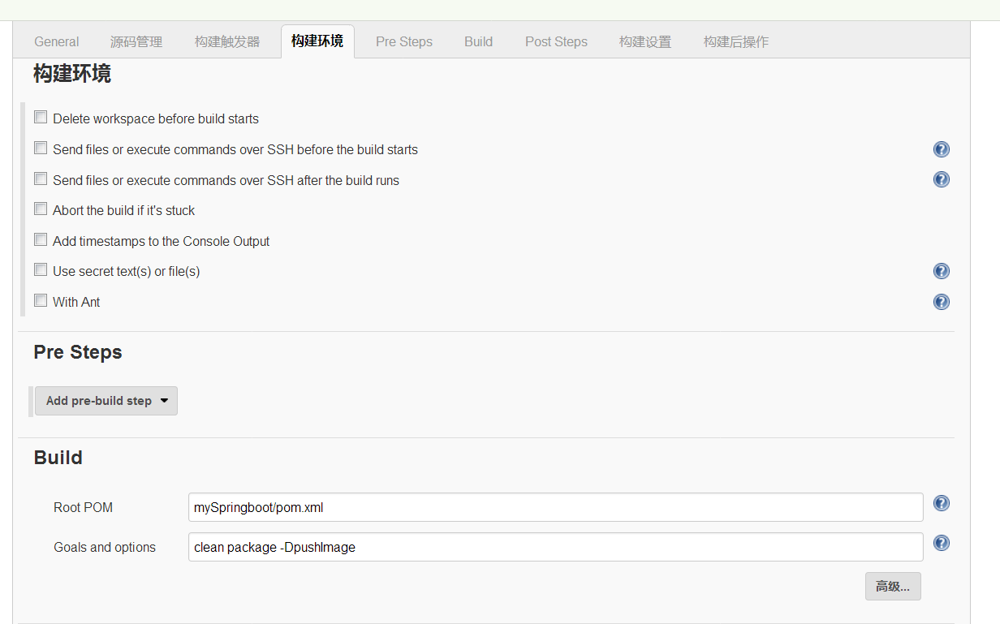 General 源码管理 构建触发器 构建环境 Pre Steps Build Post Steps 构建设置 构建后操作
构建环境
Delete workspace before build starts
Send files or execute commands over SSH before the build starts
Send files or execute commands over SSH after the build runs
Abort the build if it's stuck
Add timestamps to the Console Output
Use secret text(s) or file(s)
With Ant
Pre Steps
Add pre-build step
Build
Root POM mySpringboot/pom.xml
Goals and options clean package -DpushImage
高级...